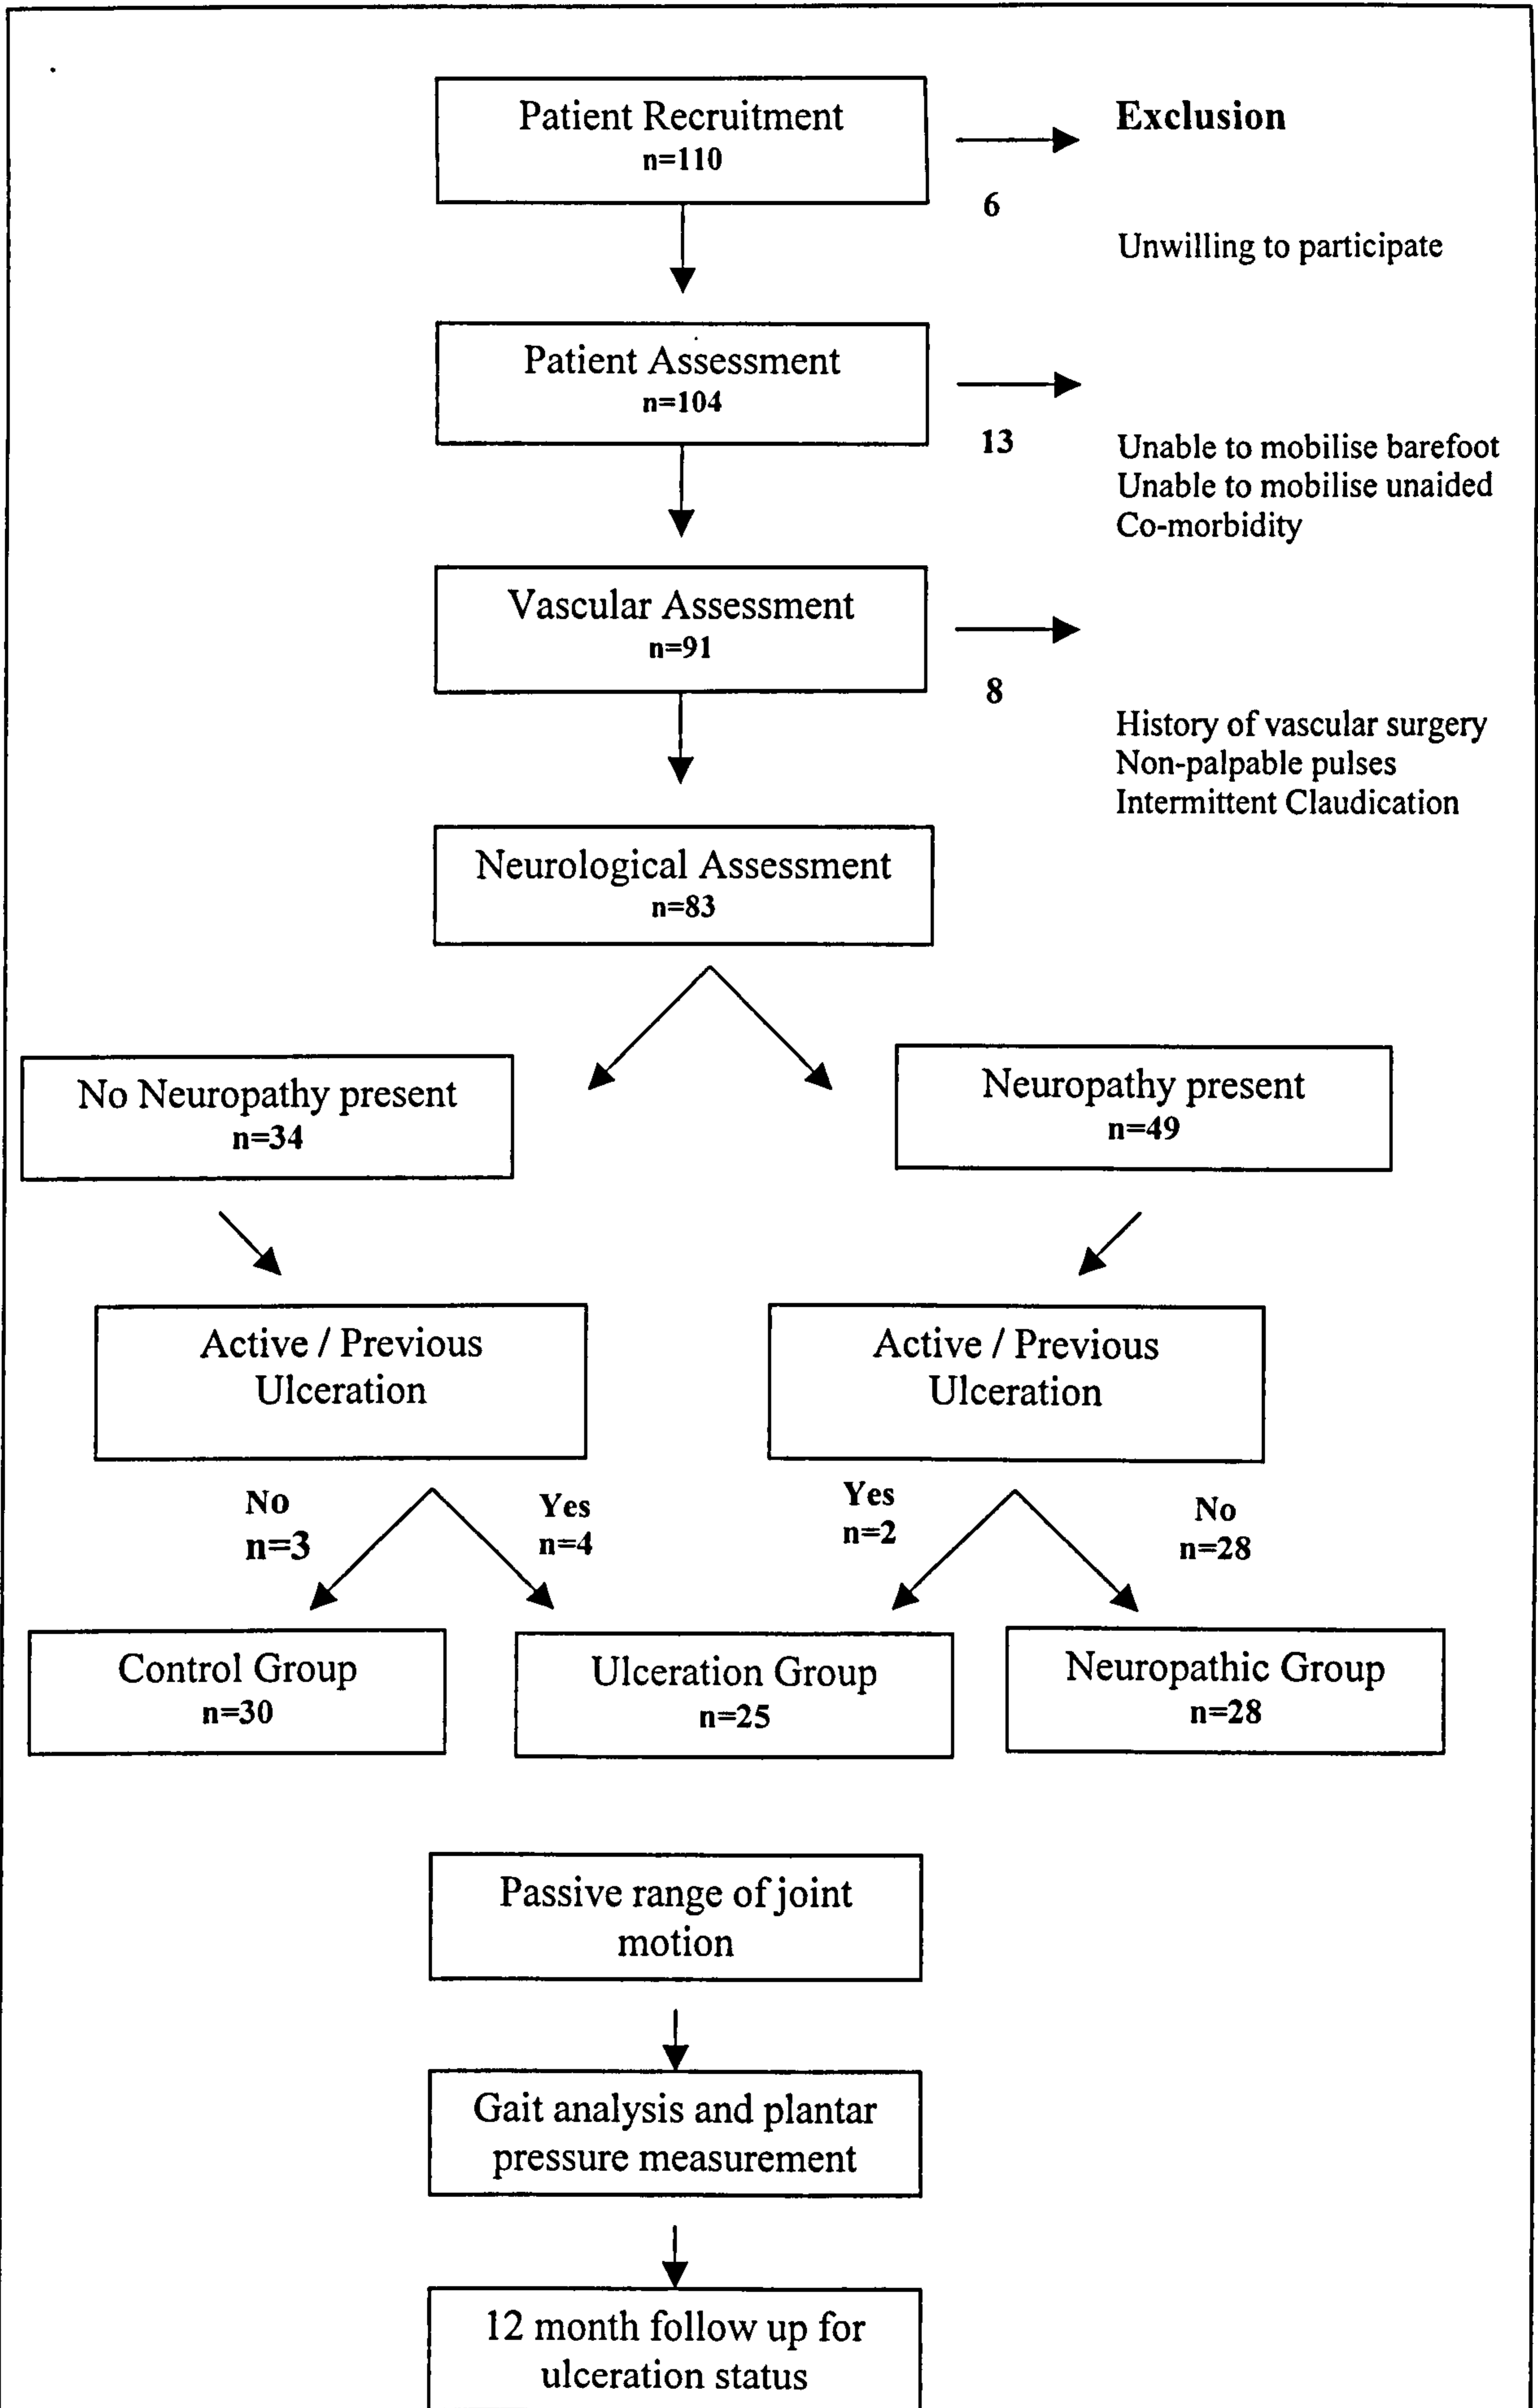 Patient Recruitment
n=110
Exclusion
6
Unwilling to participate
Patient Assessment
n=104
13
Unable to mobilise barefoot
Unable to mobilise unaided
Co-morbidity
Vascular Assessment
n=91
8
History of vascular surgery
Non-palpable pulses
Intermittent Claudication
Neurological Assessment
n=83
No Neuropathy present
n=34
Neuropathy present
n=49
Active / Previous
Ulceration
Active / Previous
Ulceration
No
n=3
Yes
n=4
Yes
n=2
No
n=28
Control Group
n=30
Ulceration Group
n=25
Neuropathic Group
n=28
Passive range of joint
motion
Gait analysis and plantar
pressure measurement
12 month follow up for
ulceration status